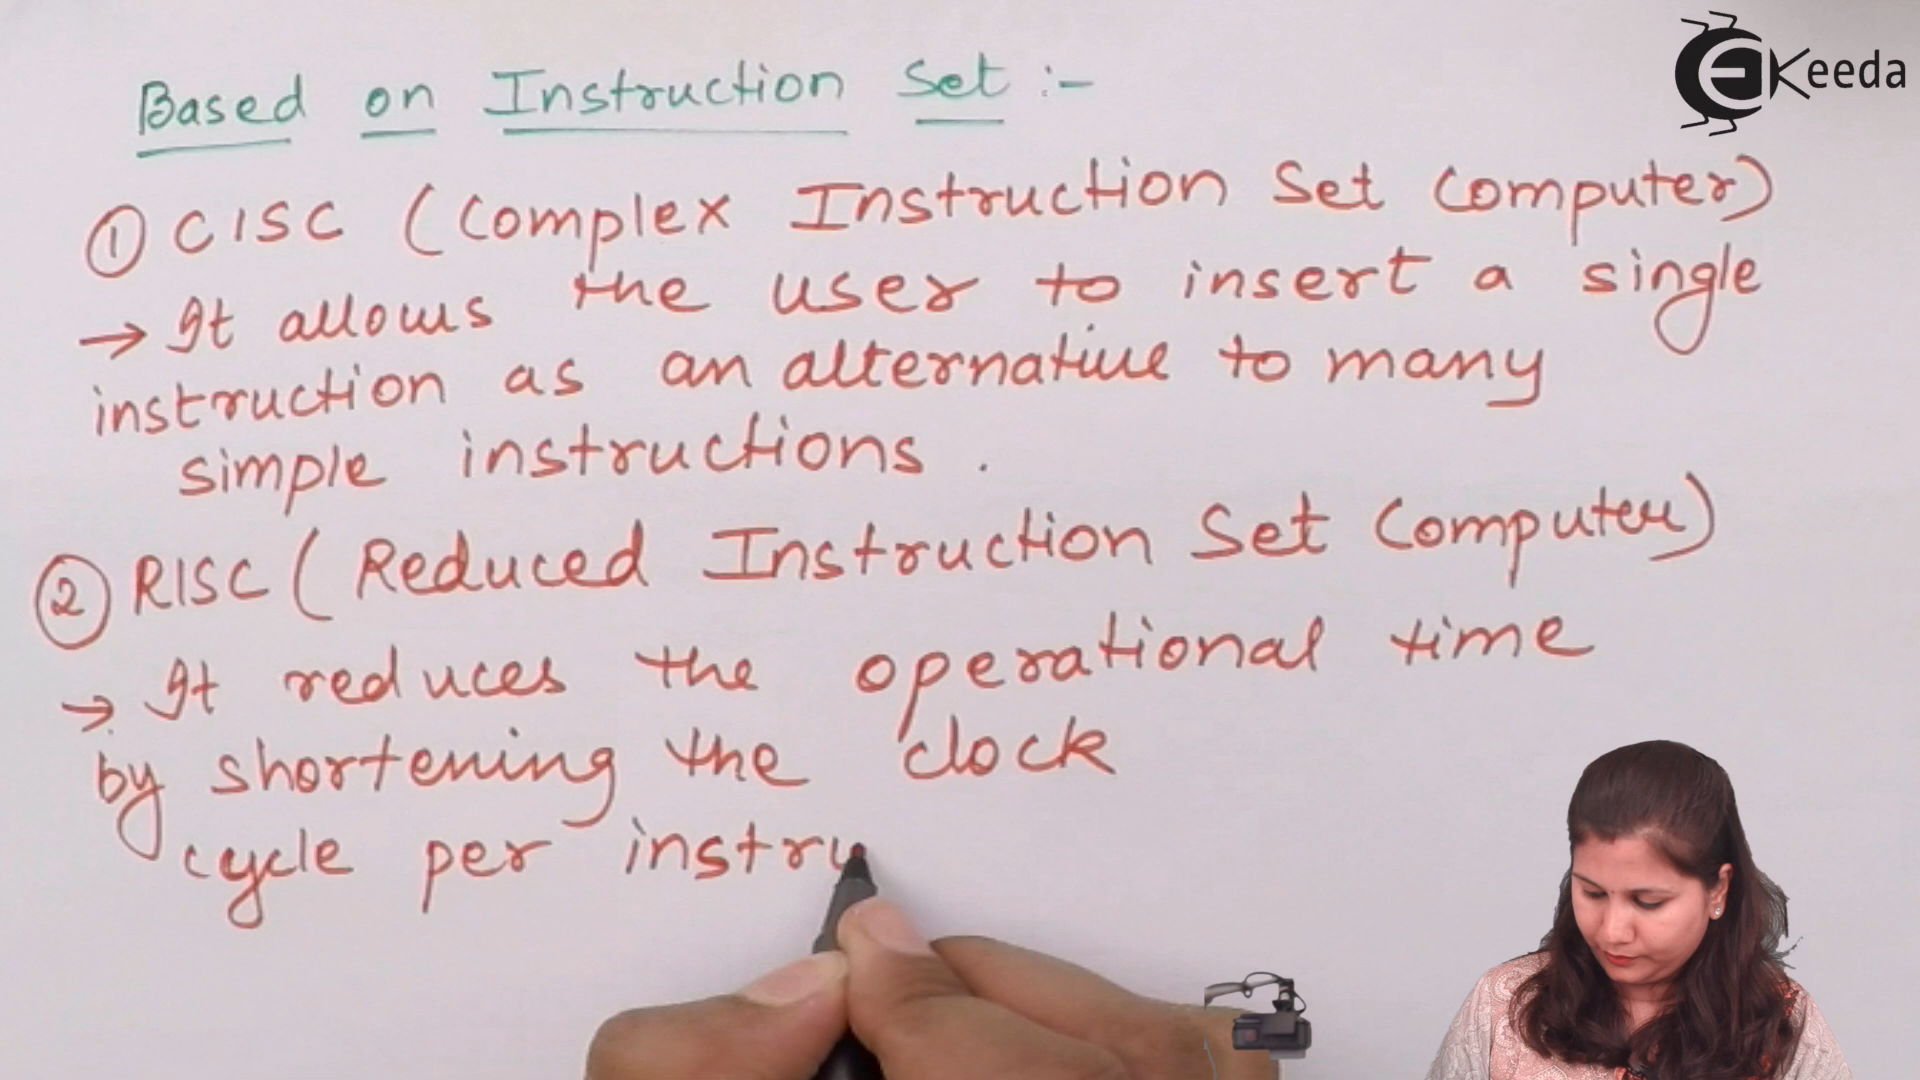 Based on Instruction Set :-
① CISC (Complex Instruction Set Computer)
→ It allows the user to insert a single
instruction as an alternative to many
simple instructions.
② RISC (Reduced Instruction Set Computer)
→ It reduces the operational time
by shortening the clock
cycle per instru
EKeeda